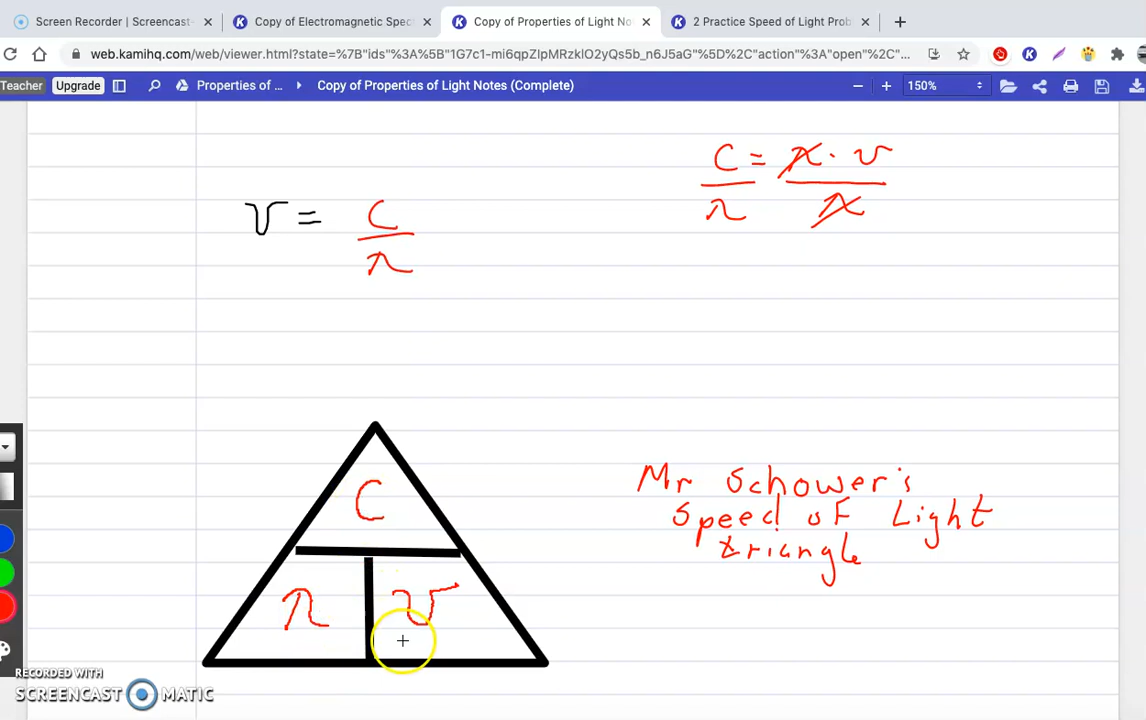 Screen Recorder | Screencast-
Copy of Electromagnetic Spec
Copy of Properties of Light No
2 Practice Speed of Light Prob
web.kamihq.com/web/viewer.html?state=%7B"ids"%3A%5B"1G7c1-mi6qpZlpMRzklO2yQs5b_n6J5aG"%5D%2C"action"%3A"open"%2C"...
Teacher Upgrade Properties of ... Copy of Properties of Light Notes (Complete) 150%
C = λ · ν
λ λ
ν = C
λ
C
λ ν
Mr Schower's
Speed of Light
triangle
RECORDED WITH
SCREENCAST MATIC